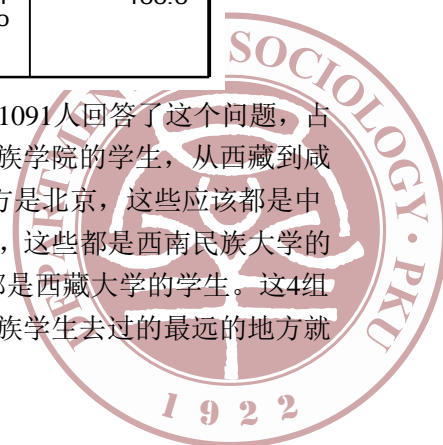 1091人回答了这个问题，占
族学院的学生，从西藏到咸
方是北京，这些应该都是中
，这些都是西南民族大学的
都是西藏大学的学生。这4组
族学生去过的最远的地方就
DEPARTMENT OF SOCIOLOGY · PKU
1922